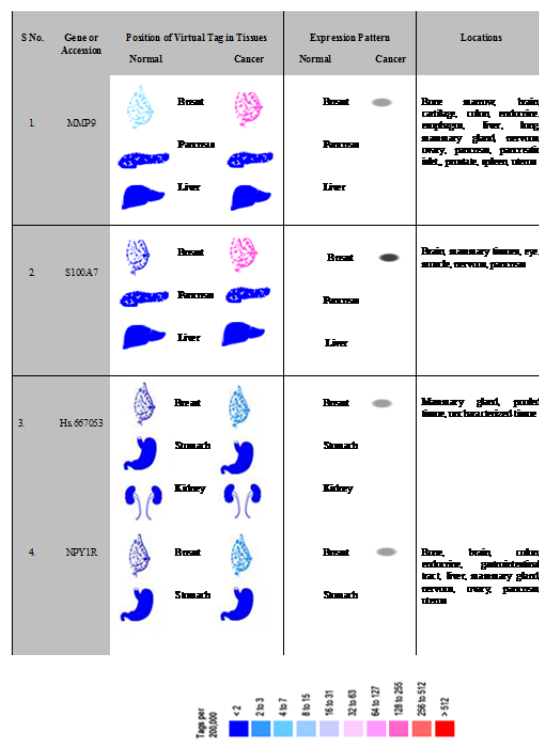 S No. Gene or Accession Position of Virtual Tag in Tissues Expression Pattern Locations
Normal Cancer Normal Cancer
1. MMP9
Breast
Pancreas
Liver
Breast
Pancreas
Liver
Bone marrow, brain,
cartilage, colon, endocrine,
esophagus, liver, lung,
mammary gland, nervous,
ovary, pancreas, pancreatic
islet., prostate, spleen, uterus
2. S100A7
Breast
Pancreas
Liver
Breast
Pancreas
Liver
Brain, mammary tissues, eye,
muscle, nervous, pancreas
3. Hs.667053
Breast
Stomach
Kidney
Breast
Stomach
Kidney
Mammary gland, pooled
tissue, uncharacterized tissue
4. NPY1R
Breast
Stomach
Breast
Stomach
Bone, brain, colon,
endocrine, gastrointestinal
tract, liver, mammary gland,
nervous, ovary, pancreas,
uterus
Tags per
200,000
<2
2 to 3
4 to 7
8 to 15
16 to 31
32 to 63
64 to 127
128 to 255
256 to 512
> 512